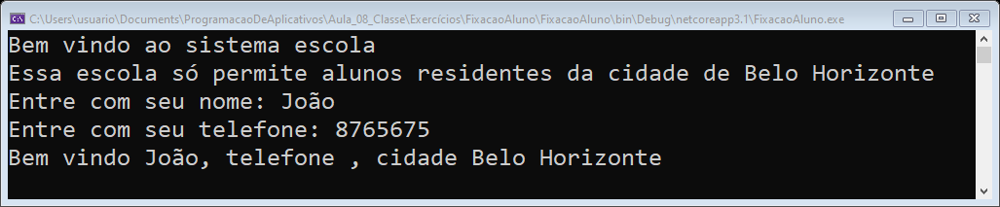 C:\Users\usuario\Documents\ProgramacaoDeAplicativos\Aula_08_Classe\Exercícios\FixacaoAluno\FixacaoAluno\bin\Debug\netcoreapp3.1\FixacaoAluno.exe
Bem vindo ao sistema escola
Essa escola só permite alunos residentes da cidade de Belo Horizonte
Entre com seu nome: João
Entre com seu telefone: 8765675
Bem vindo João, telefone , cidade Belo Horizonte